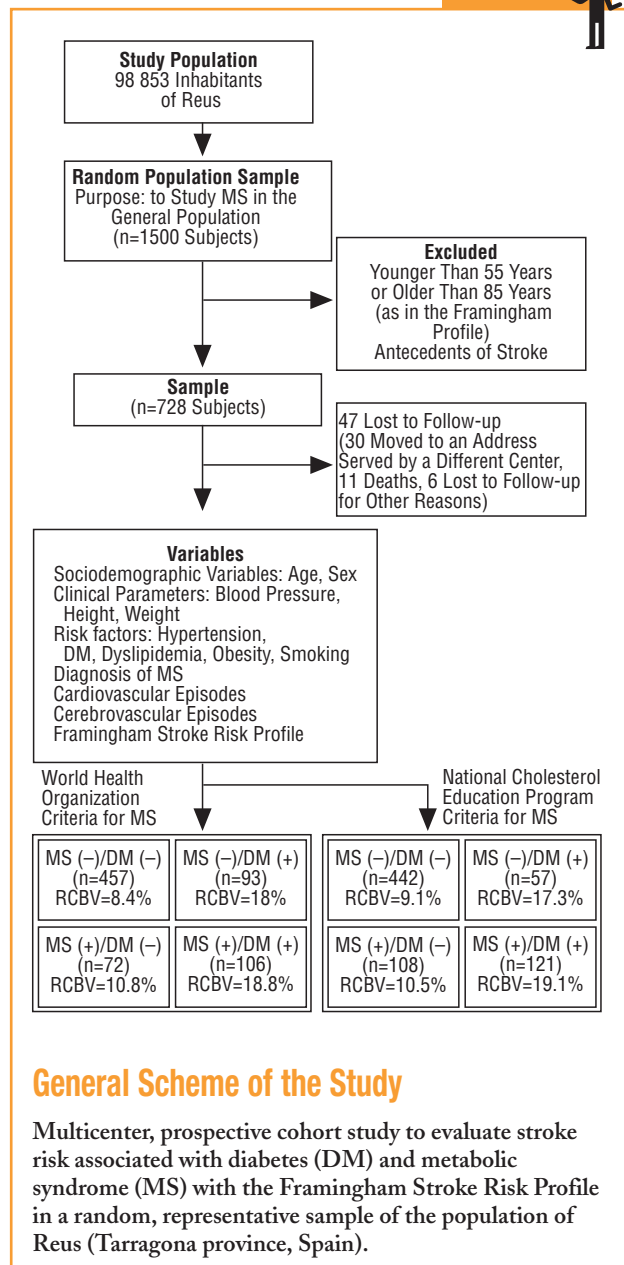 Study Population
98 853 Inhabitants
of Reus
Random Population Sample
Purpose: to Study MS in the
General Population
(n=1500 Subjects)
Excluded
Younger Than 55 Years
or Older Than 85 Years
(as in the Framingham
Profile)
Antecedents of Stroke
Sample
(n=728 Subjects)
47 Lost to Follow-up
(30 Moved to an Address
Served by a Different Center,
11 Deaths, 6 Lost to Follow-up
for Other Reasons)
Variables
Sociodemographic Variables: Age, Sex
Clinical Parameters: Blood Pressure,
Height, Weight
Risk factors: Hypertension,
DM, Dyslipidemia, Obesity, Smoking
Diagnosis of MS
Cardiovascular Episodes
Cerebrovascular Episodes
Framingham Stroke Risk Profile
World Health
Organization
Criteria for MS
MS (–)/DM (–)
(n=457)
RCBV=8.4%
MS (–)/DM (+)
(n=93)
RCBV=18%
MS (+)/DM (–)
(n=72)
RCBV=10.8%
MS (+)/DM (+)
(n=106)
RCBV=18.8%
National Cholesterol
Education Program
Criteria for MS
MS (–)/DM (–)
(n=442)
RCBV=9.1%
MS (–)/DM (+)
(n=57)
RCBV=17.3%
MS (+)/DM (–)
(n=108)
RCBV=10.5%
MS (+)/DM (+)
(n=121)
RCBV=19.1%
General Scheme of the Study
Multicenter, prospective cohort study to evaluate stroke
risk associated with diabetes (DM) and metabolic
syndrome (MS) with the Framingham Stroke Risk Profile
in a random, representative sample of the population of
Reus (Tarragona province, Spain).